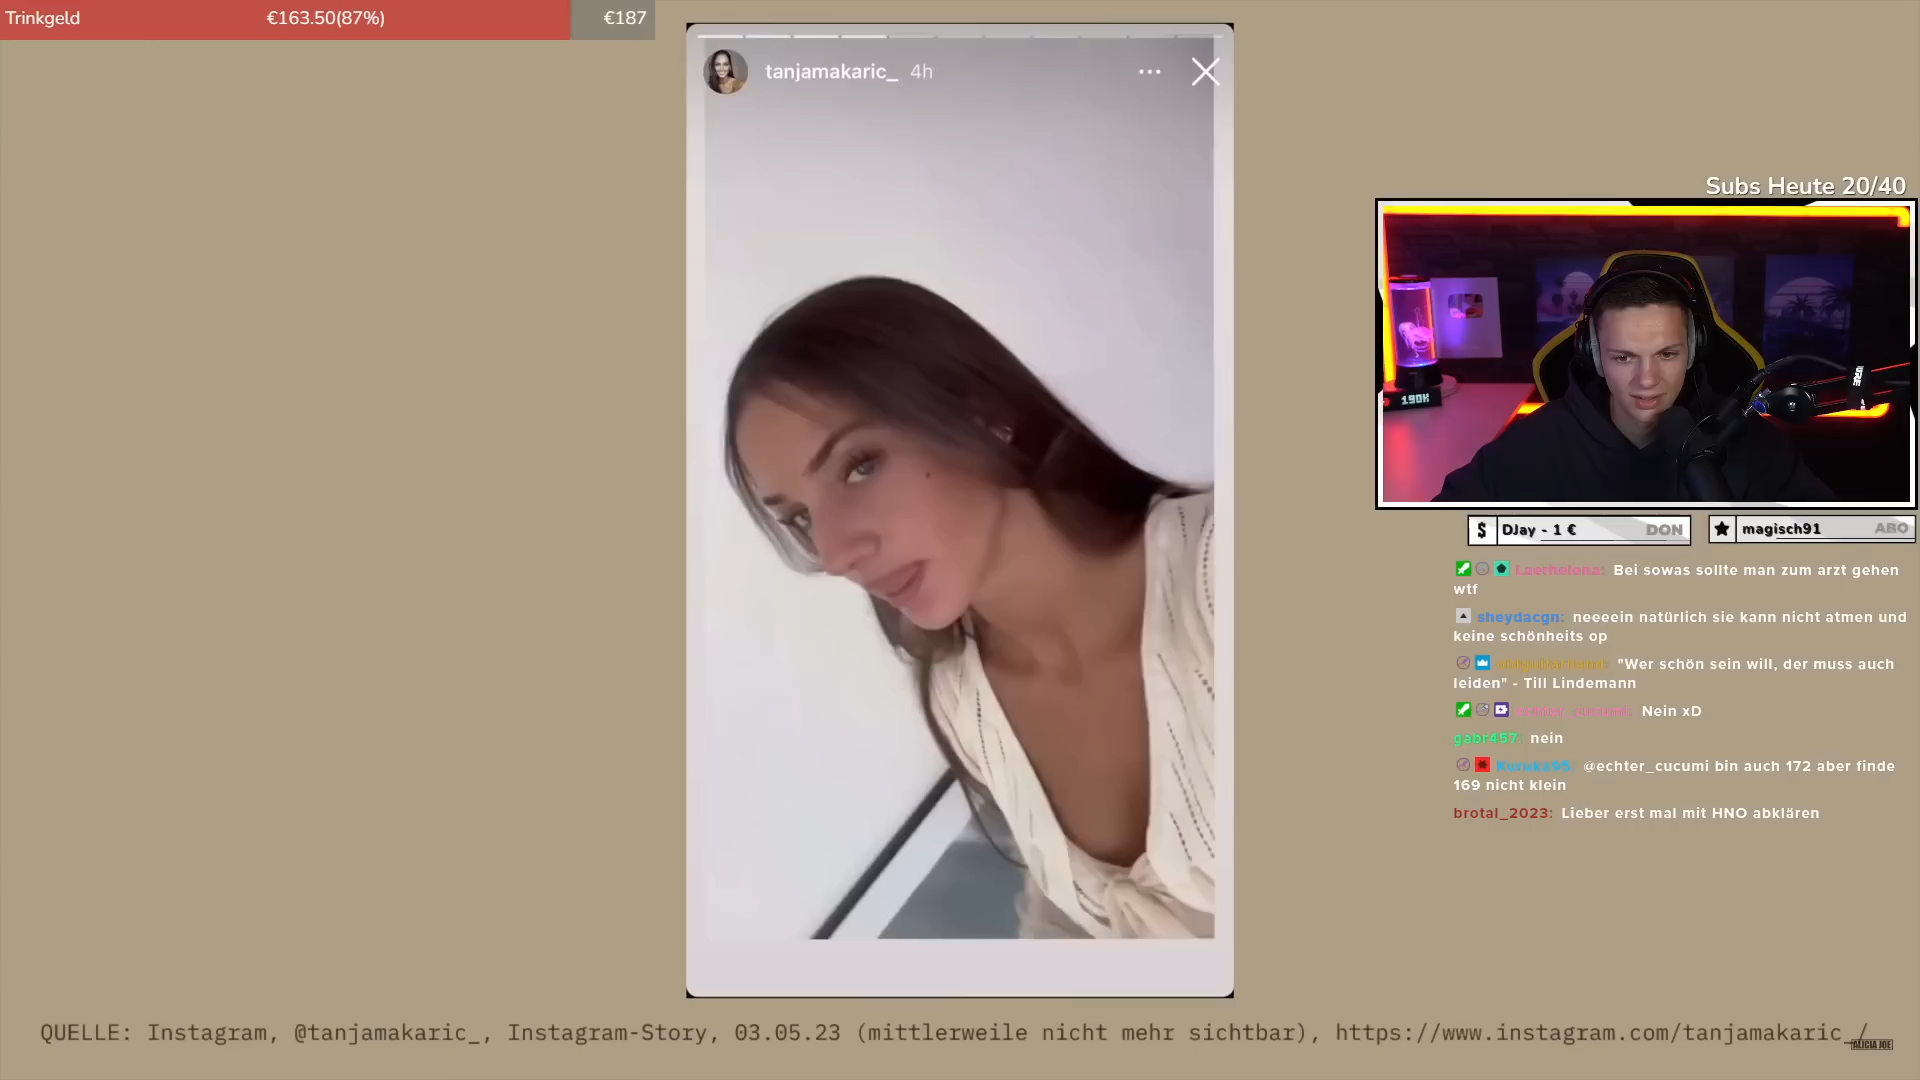 Trinkgeld €163.50(87%) €187
tanjamakaric_ 4h
Subs Heute 20/40
190K
$ DJay - 1 € DON
magisch91 ABO
Bei sowas sollte man zum arzt gehen
wtf
sheydacgn: neeeein natürlich sie kann nicht atmen und
keine schönheits op
"Wer schön sein will, der muss auch
leiden" - Till Lindemann
Nein xD
gabr457: nein
Kuruka95: @echter_cucumi bin auch 172 aber finde
169 nicht klein
brotal_2023: Lieber erst mal mit HNO abklären
QUELLE: Instagram, @tanjamakaric_, Instagram-Story, 03.05.23 (mittlerweile nicht mehr sichtbar), https://www.instagram.com/tanjamakaric_/
ALICIA JOE